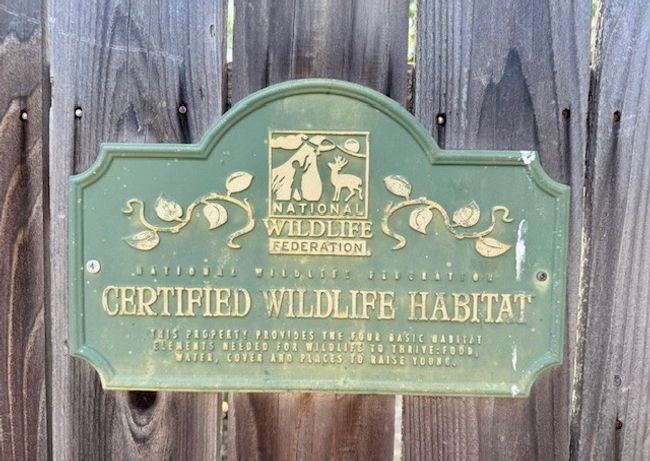 NATIONAL
WILDLIFE
FEDERATION
NATIONAL WILDLIFE FEDERATION
CERTIFIED WILDLIFE HABITAT
THIS PROPERTY PROVIDES THE FOUR BASIC HABITAT
ELEMENTS NEEDED FOR WILDLIFE TO THRIVE: FOOD,
WATER, COVER AND PLACES TO RAISE YOUNG.